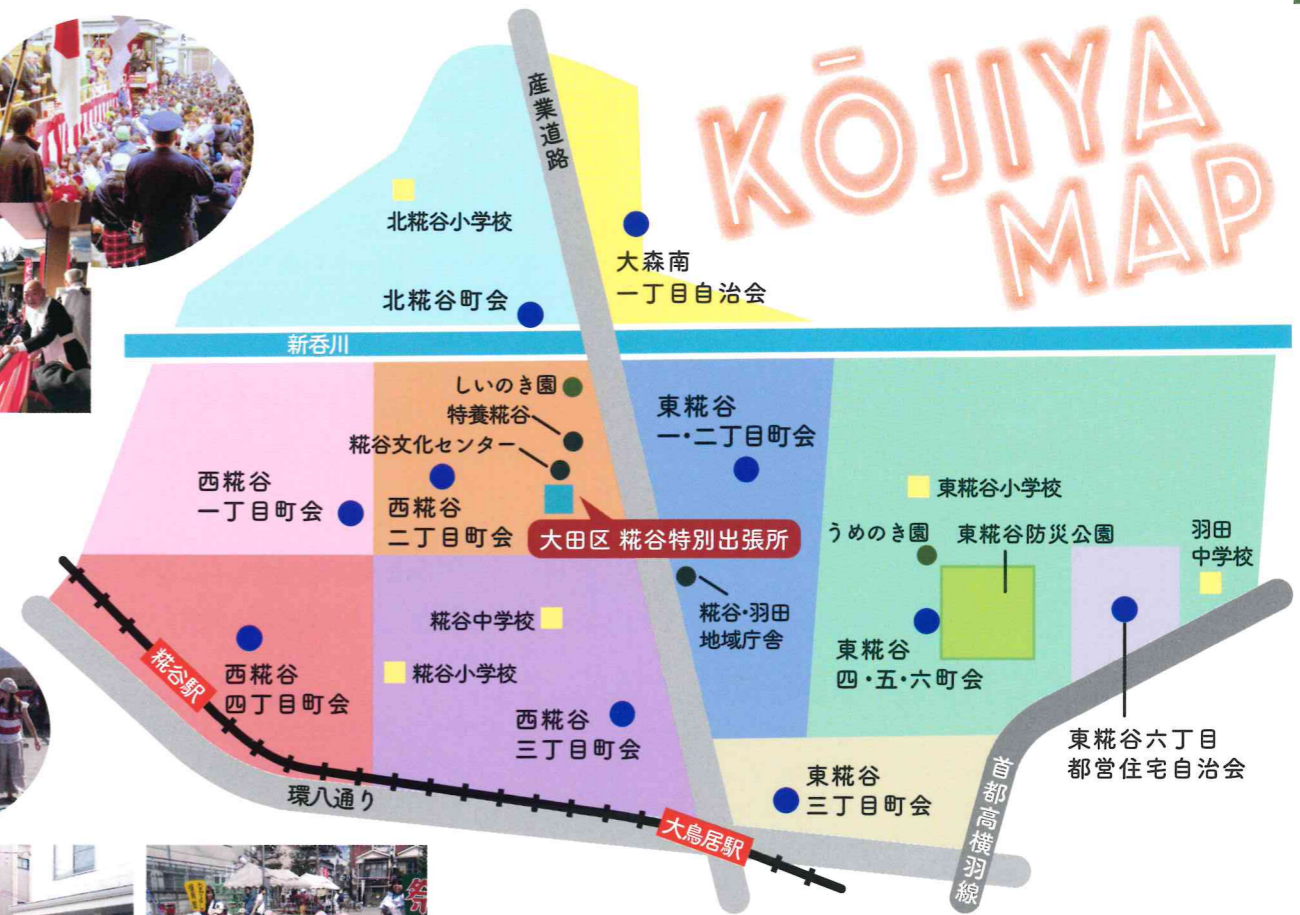 KŌJIYA
MAP
産業道路
北糀谷小学校
北糀谷町会
大森南
一丁目自治会
新呑川
しいのき園
特養糀谷
糀谷文化センター
西糀谷
一丁目町会
西糀谷
二丁目町会
大田区 糀谷特別出張所
東糀谷
一・二丁目町会
東糀谷小学校
うめのき園
東糀谷防災公園
羽田
中学校
糀谷・羽田
地域庁舎
糀谷中学校
糀谷小学校
東糀谷
四・五・六町会
糀谷駅
西糀谷
四丁目町会
西糀谷
三丁目町会
東糀谷六丁目
都営住宅自治会
東糀谷
三丁目町会
環八通り
大鳥居駅
首都高横羽線
祭